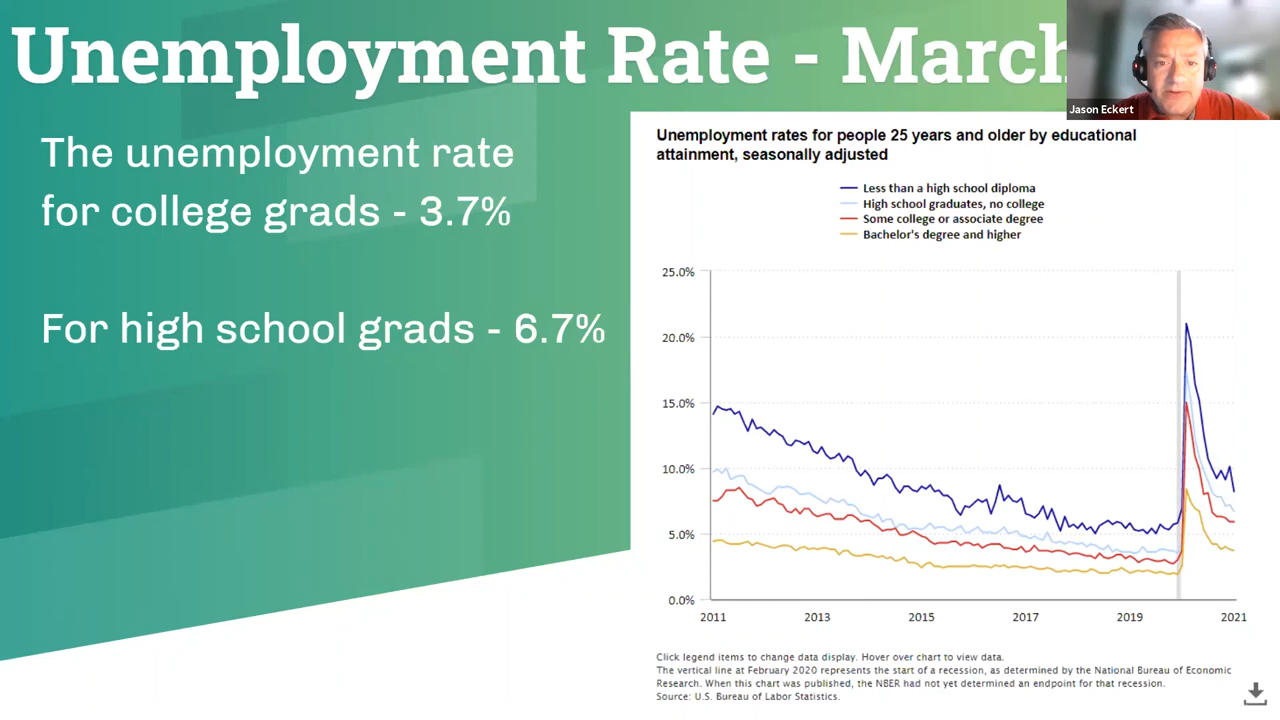 Unemployment Rate - March
Jason Eckert
The unemployment rate
for college grads - 3.7%
For high school grads - 6.7%
Unemployment rates for people 25 years and older by educational
attainment, seasonally adjusted
Less than a high school diploma
High school graduates, no college
Some college or associate degree
Bachelor's degree and higher
25.0%
20.0%
15.0%
10.0%
5.0%
0.0%
2011 2013 2015 2017 2019 2021
Click legend items to change data display. Hover over chart to view data.
The vertical line at February 2020 represents the start of a recession, as determined by the National Bureau of Economic
Research. When this chart was published, the NBER had not yet determined an endpoint for that recession.
Source: U.S. Bureau of Labor Statistics.